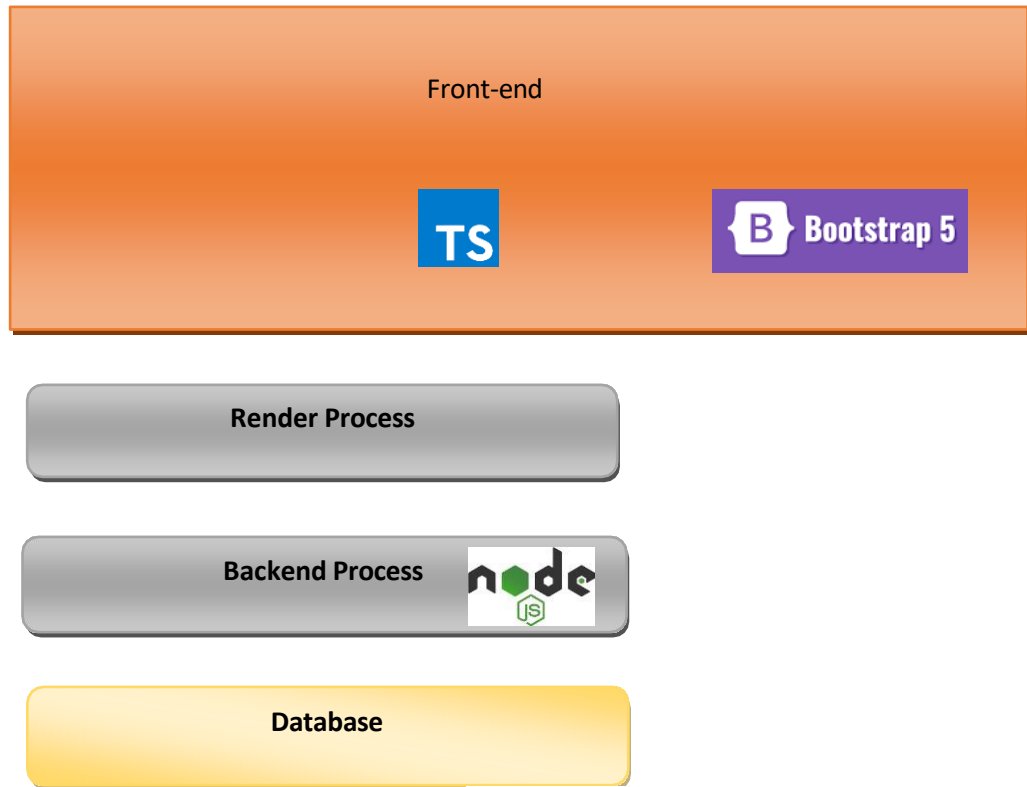 Front-end
TS
B Bootstrap 5
Render Process
Backend Process
node
JS
Database